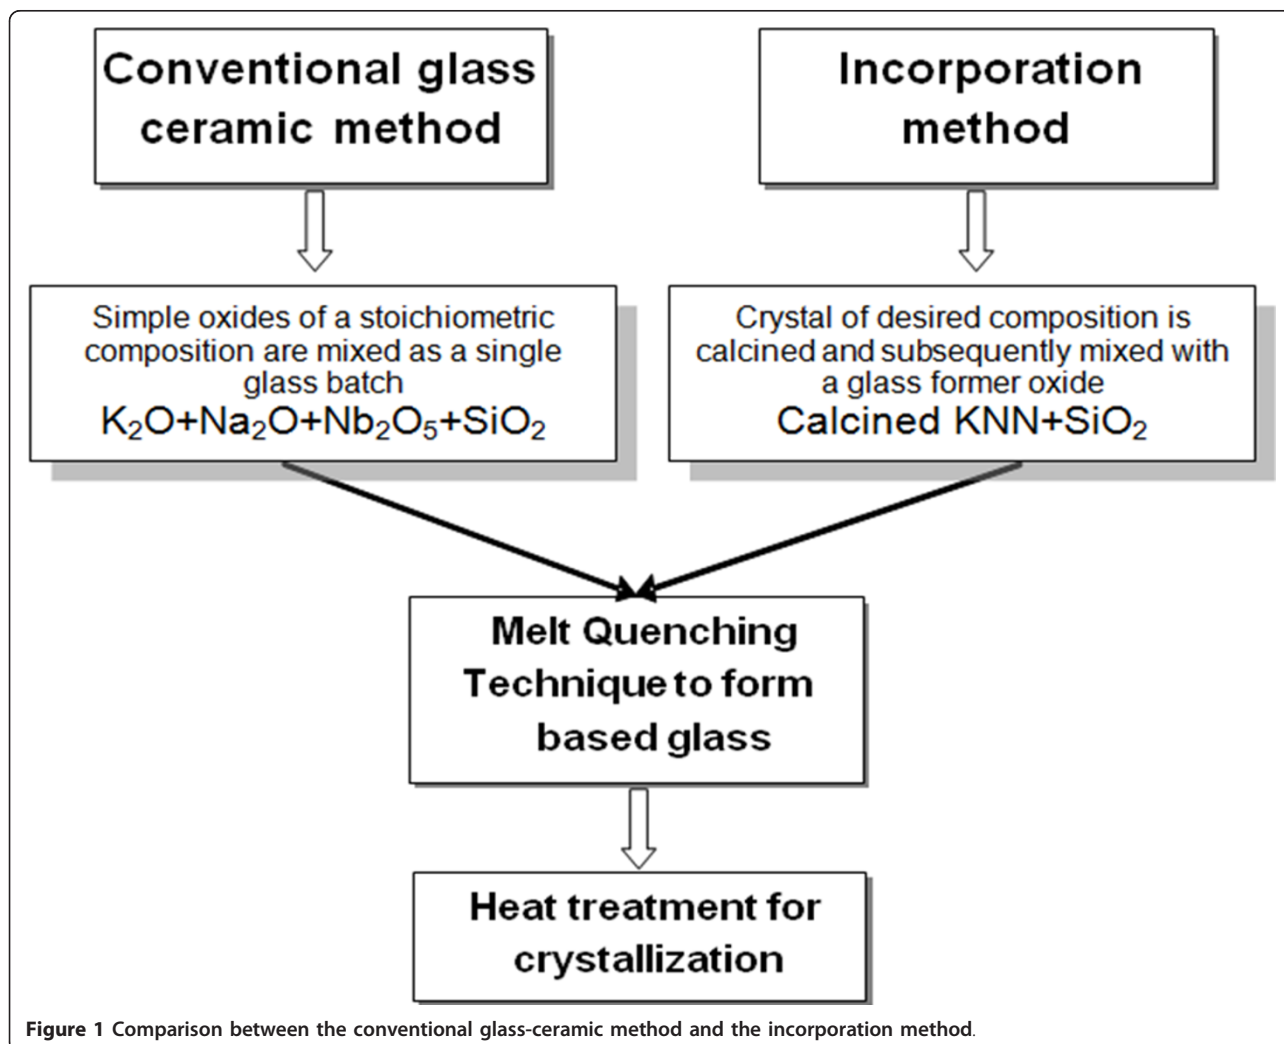 Conventional glass
ceramic method
Incorporation
method
Simple oxides of a stoichiometric
composition are mixed as a single
glass batch
K₂O+Na₂O+Nb₂O₅+SiO₂
Crystal of desired composition is
calcined and subsequently mixed with
a glass former oxide
Calcined KNN+SiO₂
Melt Quenching
Technique to form
based glass
Heat treatment for
crystallization
Figure 1 Comparison between the conventional glass-ceramic method and the incorporation method.